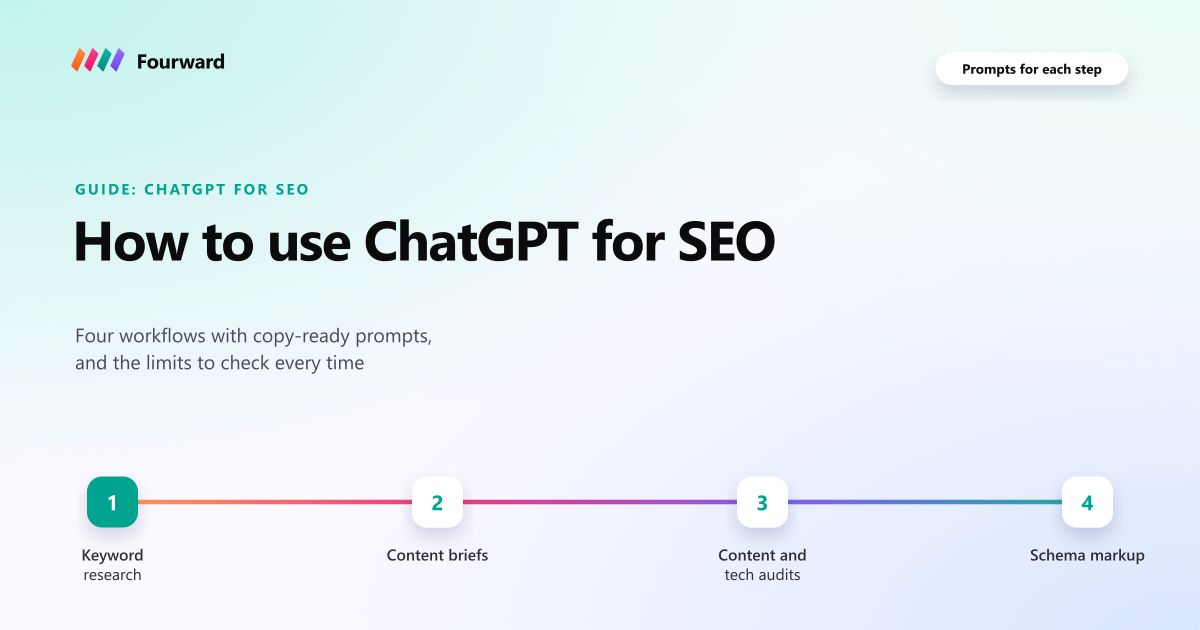 Fourward
Prompts for each step
GUIDE: CHATGPT FOR SEO
How to use ChatGPT for SEO
Four workflows with copy-ready prompts,
and the limits to check every time
1
2
3
4
Keyword
research
Content briefs
Content and
tech audits
Schema markup